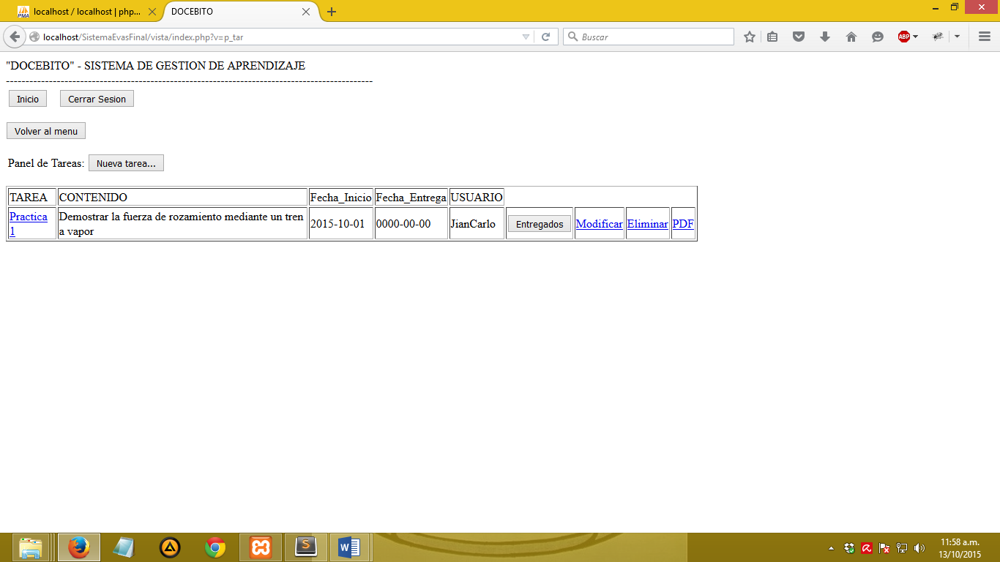 localhost / localhost | php...
DOCEBITO
localhost/SistemaEvasFinal/vista/index.php?v=p_tar
Buscar
ABP
"DOCEBITO" - SISTEMA DE GESTION DE APRENDIZAJE
Inicio
Cerrar Sesion
Volver al menu
Panel de Tareas:
Nueva tarea...
TAREA CONTENIDO Fecha_Inicio Fecha_Entrega USUARIO
Practica 1
Demostrar la fuerza de rozamiento mediante un tren
a vapor
2015-10-01 0000-00-00 JianCarlo Entregados Modificar Eliminar PDF
11:58 a.m.
13/10/2015